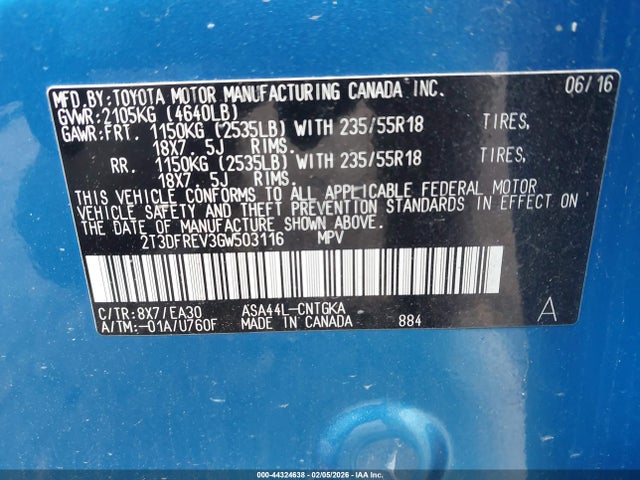 MFD.BY:TOYOTA MOTOR MANUFACTURING CANADA INC. 06/16
GVWR:2105KG (4640LB)
GAWR:FRT. 1150KG (2535LB) WITH 235/55R18 TIRES,
18X7. 5J RIMS.
RR. 1150KG (2535LB) WITH 235/55R18 TIRES,
18X7. 5J RIMS.
THIS VEHICLE CONFORMS TO ALL APPLICABLE FEDERAL MOTOR
VEHICLE SAFETY AND THEFT PREVENTION STANDARDS IN EFFECT ON
THE DATE OF MANUFACTURE SHOWN ABOVE.
2T3DFREV3GW503116 MPV
C/TR:8X7/EA30 ASA44L-CNTGKA A
A/TM:-01A/U760F MADE IN CANADA 884
000-44324638 - 02/05/2026 - IAA